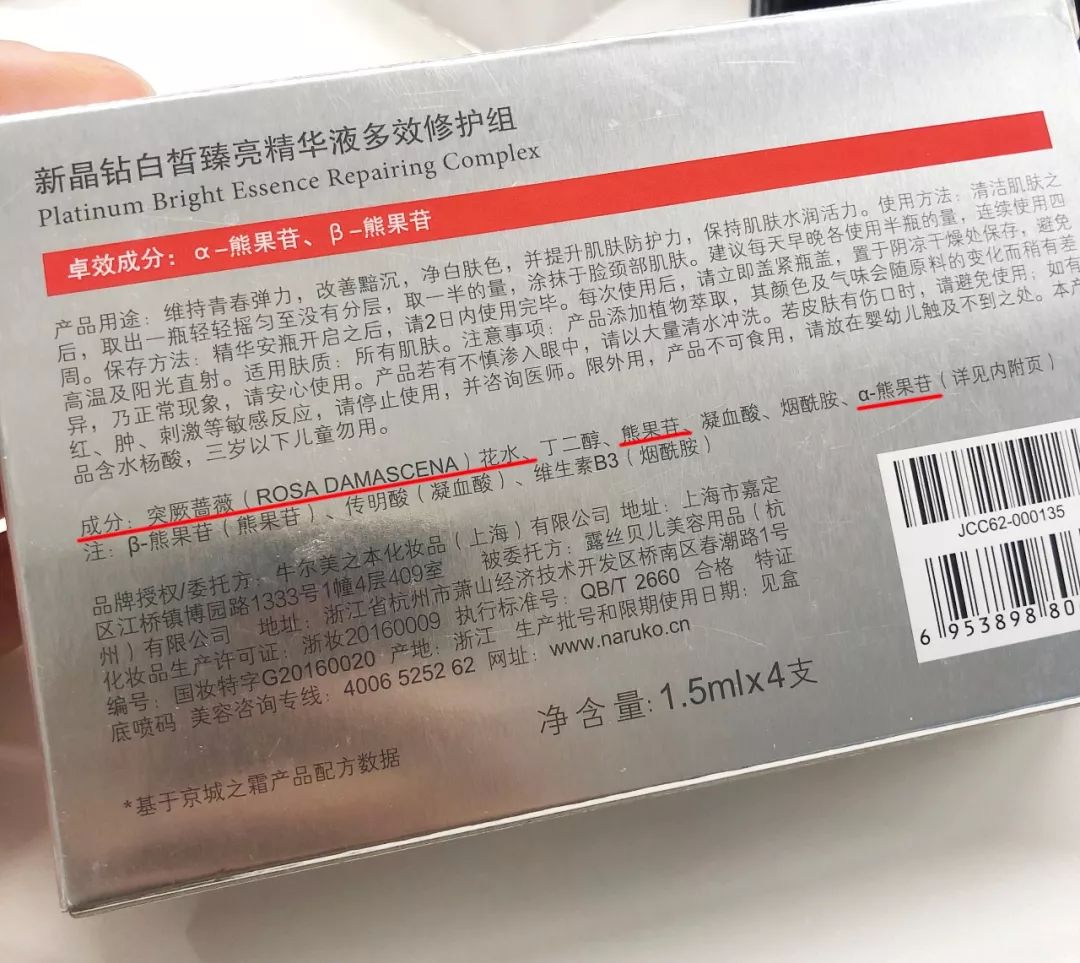 新晶钻白皙臻亮精华液多效修护组
Platinum Bright Essence Repairing Complex
卓效成分：α-熊果苷、β-熊果苷
产品用途：维持青春弹力，改善黯沉，净白肤色，并提升肌肤防护力，保持肌肤水润活力。使用方法：清洁肌肤之
后，取出一瓶轻轻摇匀至没有分层，取一半的量，涂抹于脸颈部肌肤。建议每天早晚各使用半瓶的量，连续使用四
周。保存方法：精华安瓶开启之后，请2日内使用完毕。每次使用后，请立即盖紧瓶盖，置于阴凉干燥处保存，避免
高温及阳光直射。适用肤质：所有肌肤。注意事项：产品添加植物萃取，其颜色及气味会随原料的变化而稍有差
异，乃正常现象，请安心使用。产品若有不慎渗入眼中，请以大量清水冲洗。若皮肤有伤口时，请避免使用；如有
红、肿、刺激等敏感反应，请停止使用，并咨询医师。限外用，产品不可食用，请放在婴幼儿触及不到之处。本产
品含水杨酸，三岁以下儿童勿用。
成分：突厥蔷薇（ROSA DAMASCENA）花水、丁二醇、熊果苷、凝血酸、烟酰胺、α-熊果苷（详见内附页）
注：β-熊果苷（熊果苷）、传明酸（凝血酸）、维生素B3（烟酰胺）
品牌授权/委托方：牛尔美之本化妆品（上海）有限公司 地址：上海市嘉定
区江桥镇博园路1333号1幢4层409室 被委托方：露丝贝儿美容用品（杭
州）有限公司 地址：浙江省杭州市萧山经济技术开发区桥南区春潮路1号
化妆品生产许可证：浙妆20160009 执行标准号：QB/T 2660 合格 特证
编号：国妆特字G20160020 产地：浙江 生产批号和限期使用日期：见盒
底喷码 美容咨询专线：4006 5252 62 网址：www.naruko.cn
净含量：1.5mlx4支
*基于京城之霜产品配方数据
JCC62-000135
6 953898 80